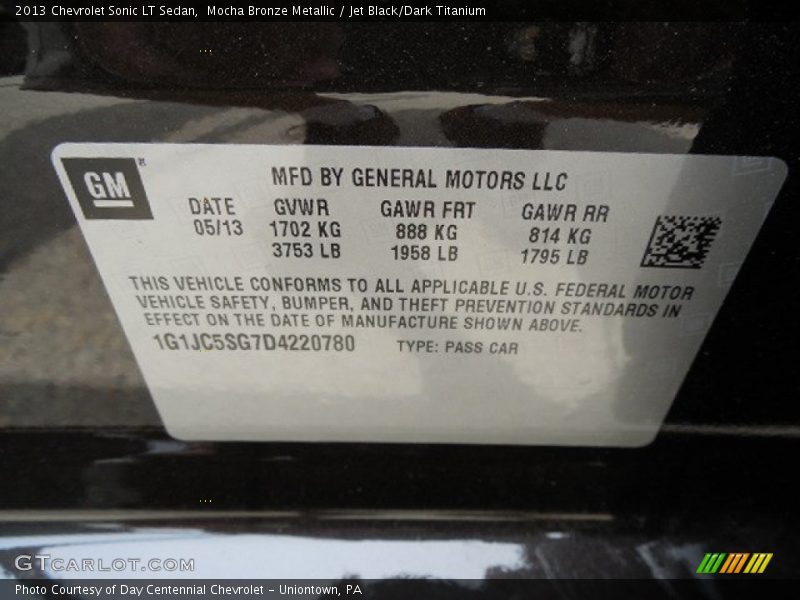 2013 Chevrolet Sonic LT Sedan,  Mocha Bronze Metallic / Jet Black/Dark Titanium
GM®
MFD BY GENERAL MOTORS LLC
DATE GVWR GAWR FRT GAWR RR
05/13 1702 KG 888 KG 814 KG
3753 LB 1958 LB 1795 LB
THIS VEHICLE CONFORMS TO ALL APPLICABLE U.S. FEDERAL MOTOR
VEHICLE SAFETY, BUMPER, AND THEFT PREVENTION STANDARDS IN
EFFECT ON THE DATE OF MANUFACTURE SHOWN ABOVE.
1G1JC5SG7D4220780 TYPE: PASS CAR
GTCARLOT.COM
Photo Courtesy of Day Centennial Chevrolet - Uniontown, PA